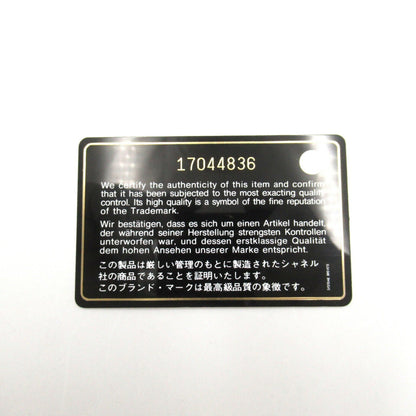 17044836
We certify the authenticity of this item and confirm
that it has been subjected to the most exacting quality
control. Its high quality is a symbol of the fine reputation
of the Trademark.
Wir bestätigen, dass es sich um einen Artikel handelt,
der während seiner Herstellung strengsten Kontrollen
unterworfen war, und dessen erstklassige Qualität
dem hohen Ansehen unserer Marke entspricht.
この製品は厳しい管理のもとに製造されたシャネル
社の商品であることを証明いたします。
このブランド・マークは最高級品質の象徴です。